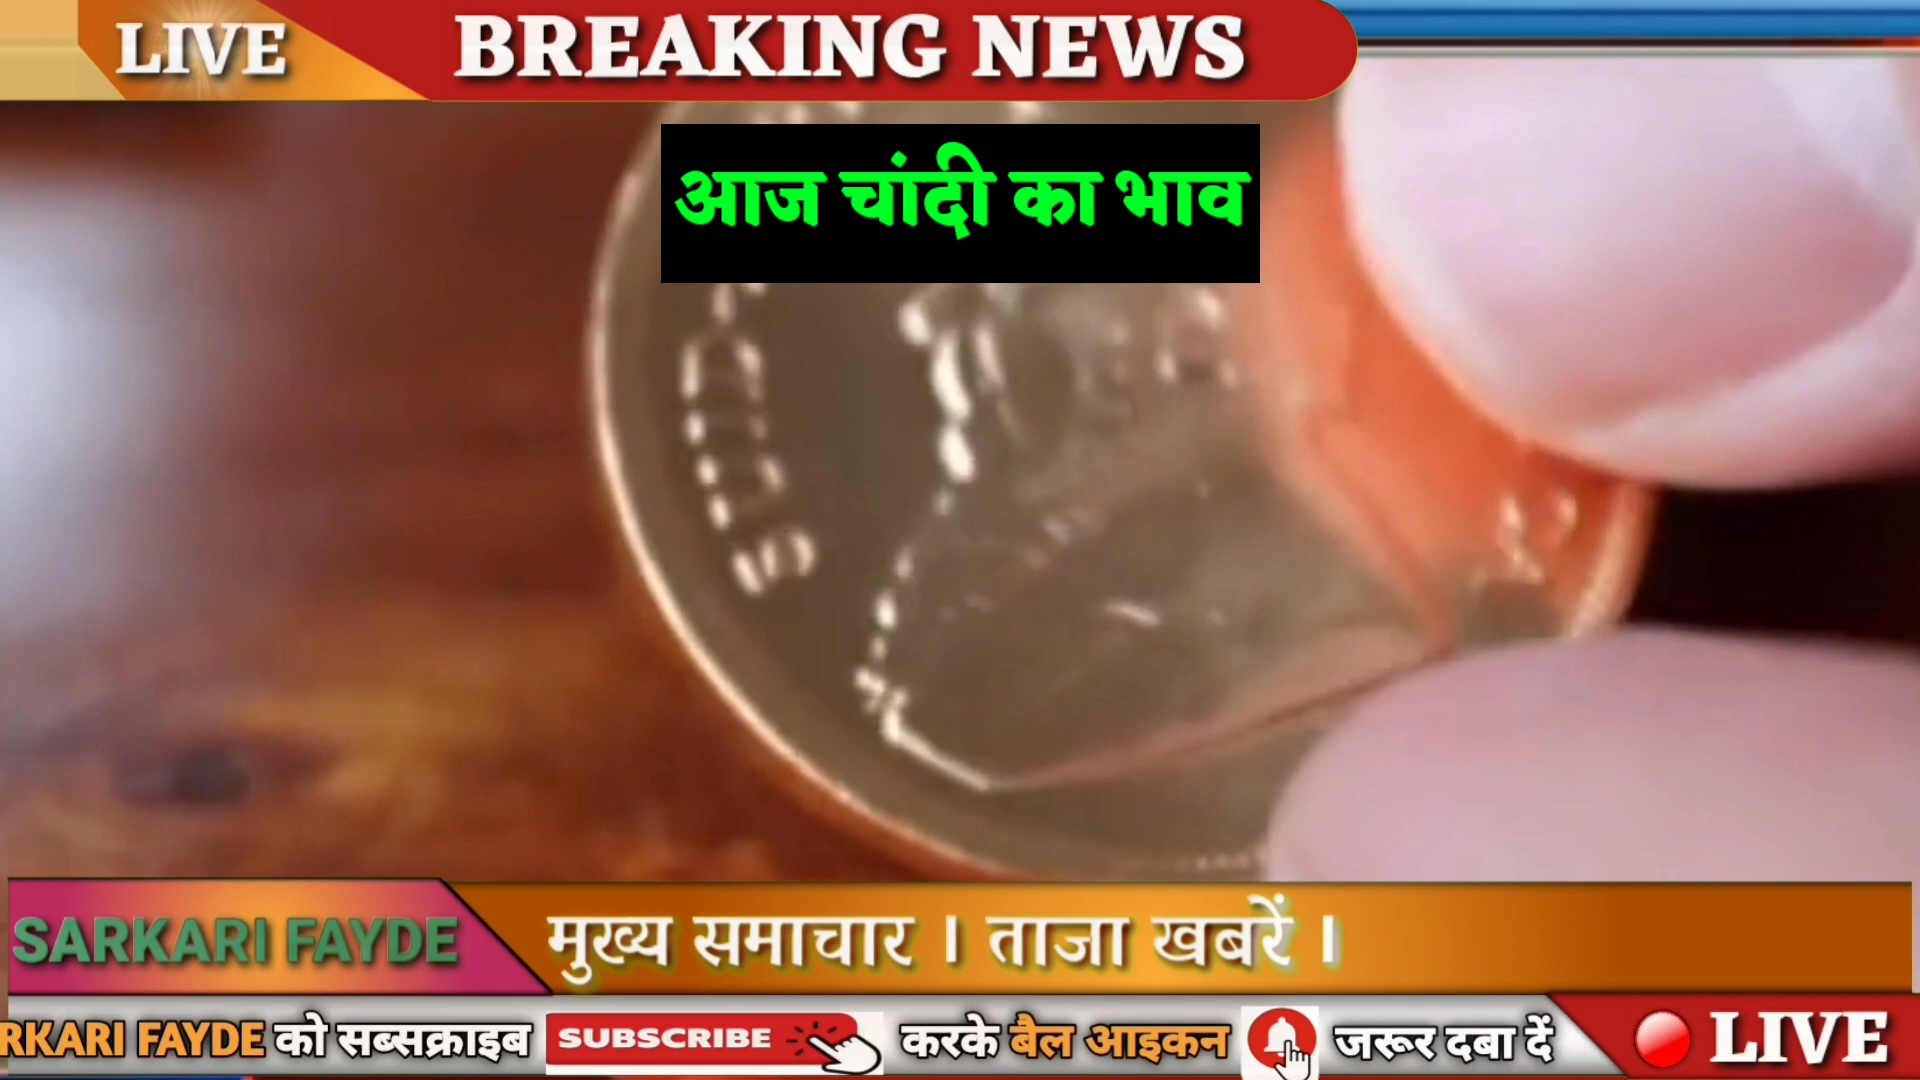 LIVE BREAKING NEWS
आज चांदी का भाव
SARKARI FAYDE मुख्य समाचार । ताजा खबरें ।
RKARI FAYDE को सब्सक्राइब SUBSCRIBE करके बैल आइकन जरूर दबा दें LIVE